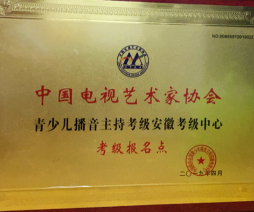 中国电视艺术家协会
青少儿播音主持考级安徽考级中心
考级报名点
二〇一九年四月